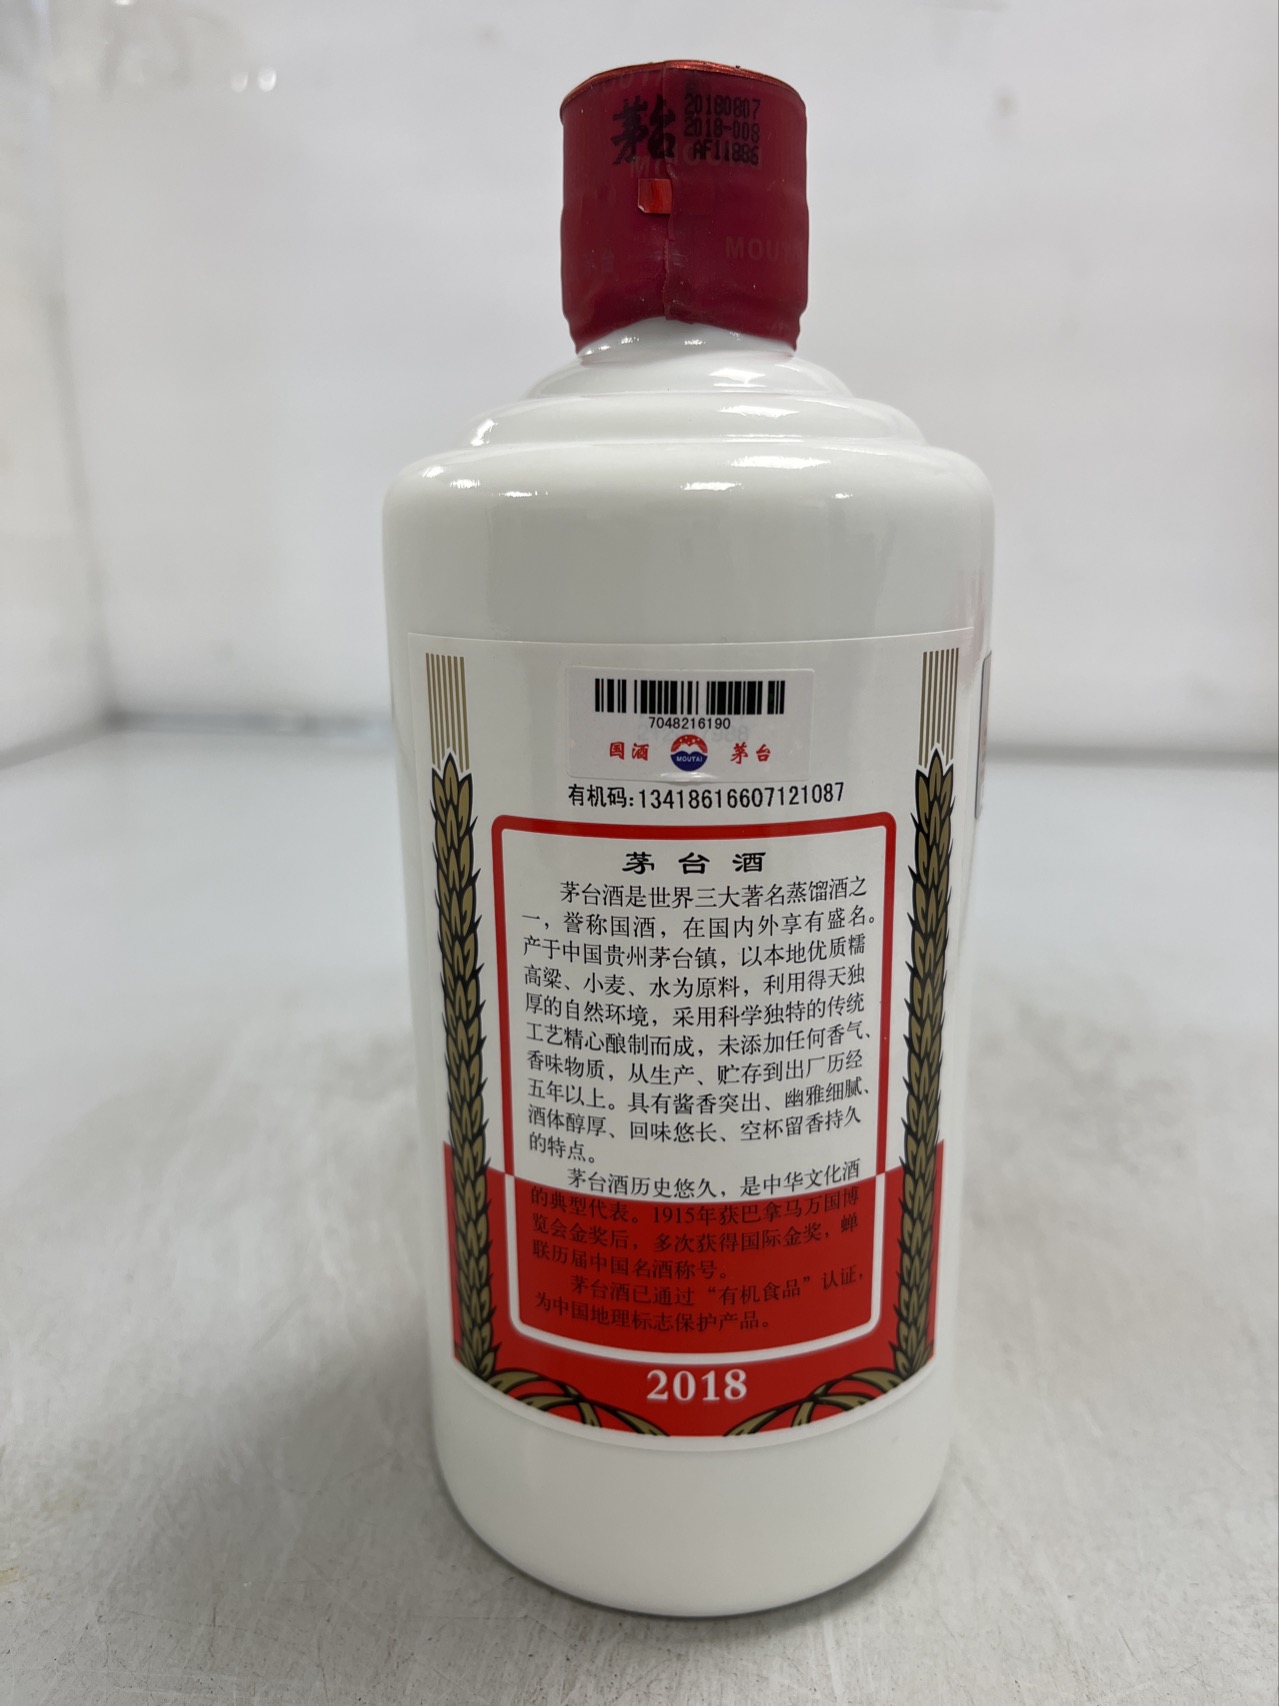 茅台
20180807
2018-008
AF11886
MOU
7048216190
国酒
MOUTAI
茅台
有机码:13418616607121087
茅台酒
茅台酒是世界三大著名蒸馏酒之
一，誉称国酒，在国内外享有盛名。
产于中国贵州茅台镇，以本地优质糯
高粱、小麦、水为原料，利用得天独
厚的自然环境，采用科学独特的传统
工艺精心酿制而成，未添加任何香气、
香味物质，从生产、贮存到出厂历经
五年以上。具有酱香突出、幽雅细腻、
酒体醇厚、回味悠长、空杯留香持久
的特点。
茅台酒历史悠久，是中华文化酒
的典型代表。1915年获巴拿马万国博
览会金奖后，多次获得国际金奖，蝉
联历届中国名酒称号。
茅台酒已通过“有机食品”认证，
为中国地理标志保护产品。
2018